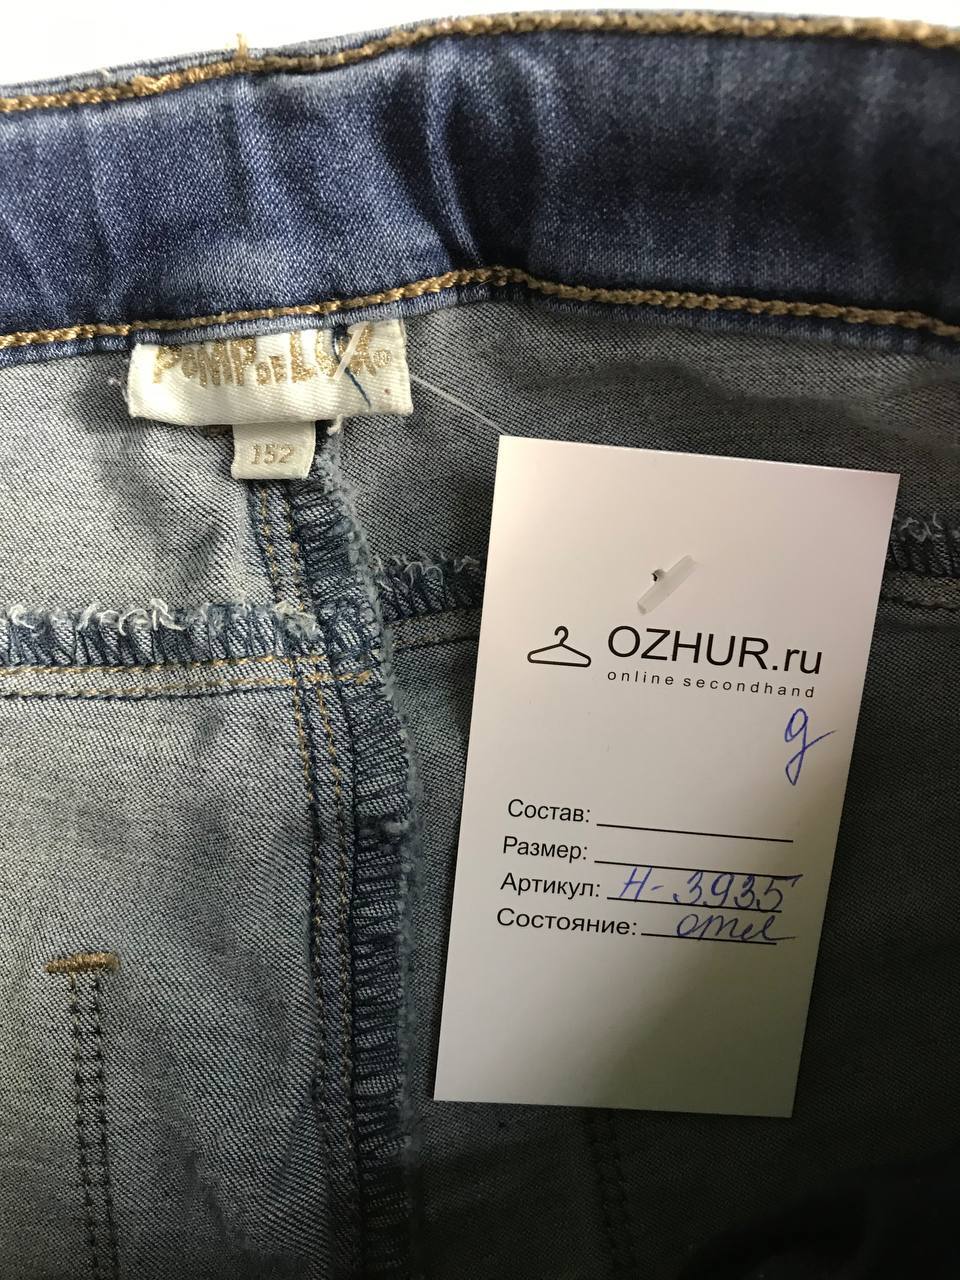 POMP DE LUX
152
OZHUR.ru
online secondhand
g
Состав:
Размер:
Артикул: Н-3935
Состояние: отл